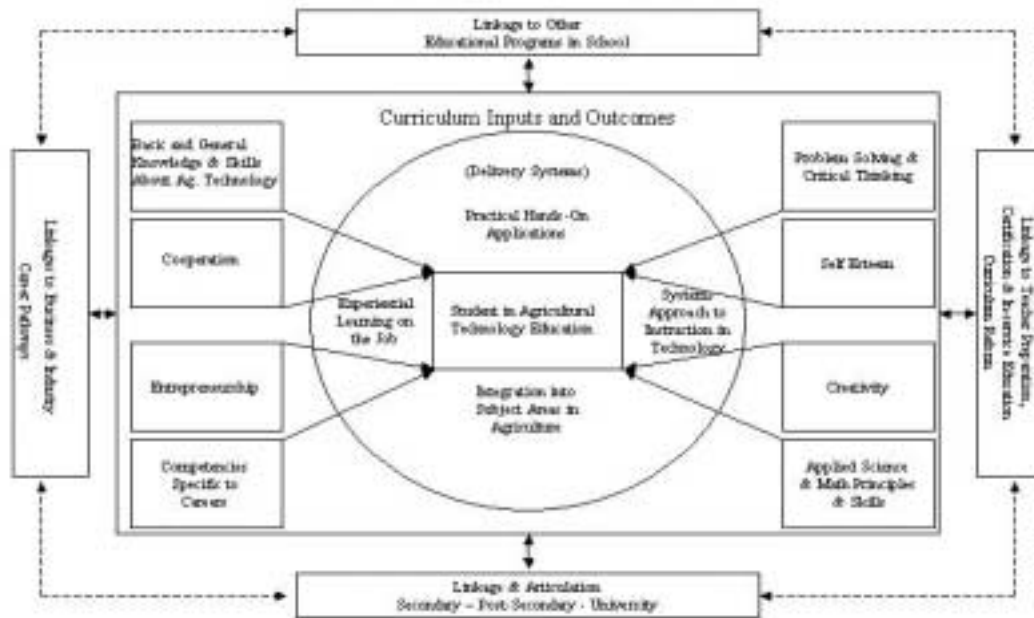 Linkage to Other
Educational Programs in School
Curriculum Inputs and Outcomes
and General
Knowledge & Skills
About Ag. Technology
Cooperation
Entrepreneurship
Competencies
Specific to
Careers
(Delivery Systems)
Practical Hands-On
Applications
Experiential
Learning on
the Job
Student in Agricultural
Technology Education
Systems
Approach to
Instruction in
Technology
Integration into
Subject Areas in
Agriculture
Problem Solving &
Critical Thinking
Self Esteem
Creativity
Applied Science
& Math Principles
& Skills
Linkages to Business & Industry
Career Pathways
Linkage to Teacher Preparation,
Certification & In-service Education
Curriculum Reform
Linkage & Articulation
Secondary – Post-Secondary - University